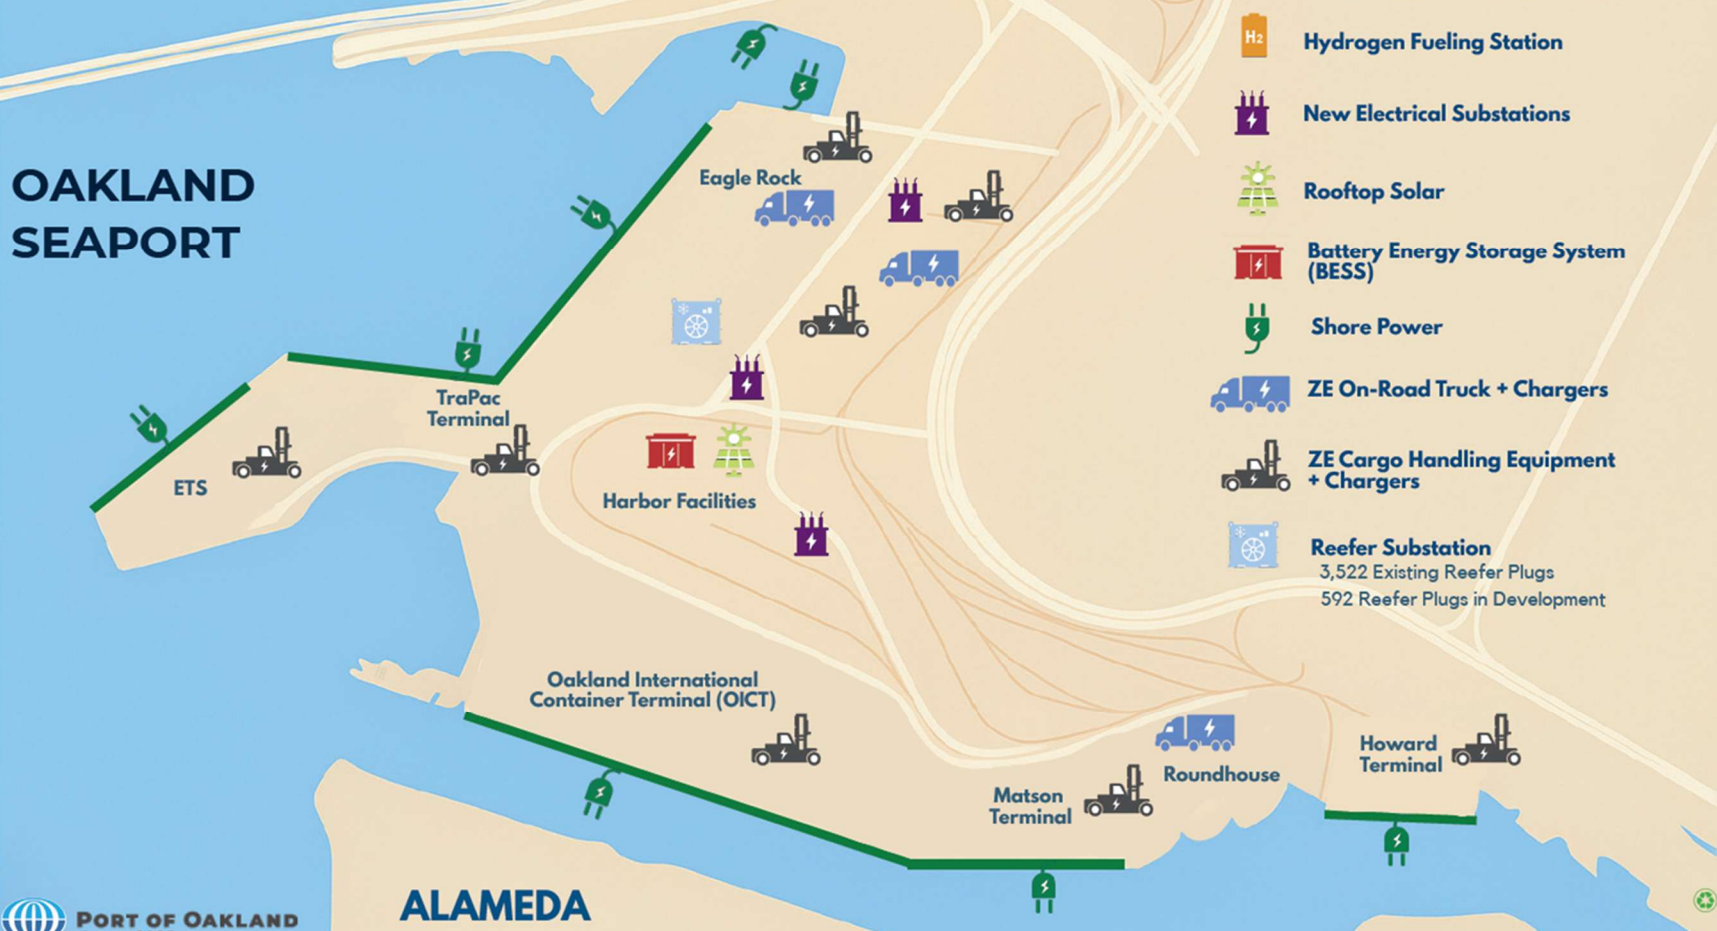 OAKLAND
SEAPORT
Eagle Rock
TraPac
Terminal
ETS
Harbor Facilities
Oakland International
Container Terminal (OICT)
Matson
Terminal
Roundhouse
Howard
Terminal
ALAMEDA
PORT OF OAKLAND
H2
Hydrogen Fueling Station
New Electrical Substations
Rooftop Solar
Battery Energy Storage System
(BESS)
Shore Power
ZE On-Road Truck + Chargers
ZE Cargo Handling Equipment
+ Chargers
Reefer Substation
3,522 Existing Reefer Plugs
592 Reefer Plugs in Development